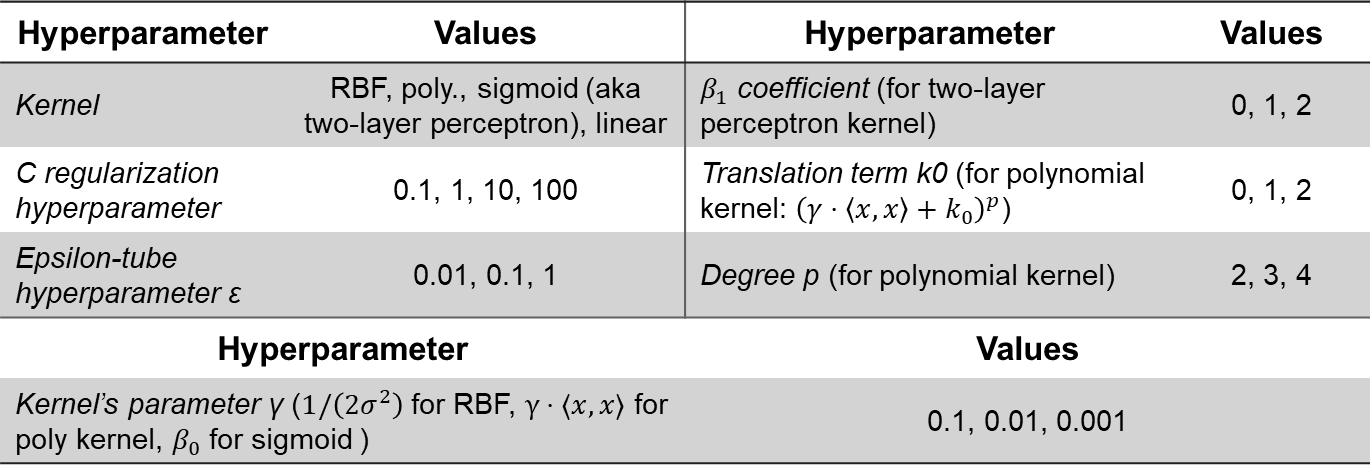 Hyperparameter Values Hyperparameter Values
Kernel
RBF, poly., sigmoid (aka
two-layer perceptron), linear
β₁ coefficient (for two-layer
perceptron kernel)
0, 1, 2
C regularization
hyperparameter
0.1, 1, 10, 100
Translation term k0 (for polynomial
kernel: (γ · ⟨x, x⟩ + k₀)ᵖ)
0, 1, 2
Epsilon-tube
hyperparameter ε
0.01, 0.1, 1
Degree p (for polynomial kernel)
2, 3, 4
Hyperparameter Values
Kernel's parameter γ (1/(2σ²) for RBF, γ · ⟨x, x⟩ for
poly kernel, β₀ for sigmoid )
0.1, 0.01, 0.001